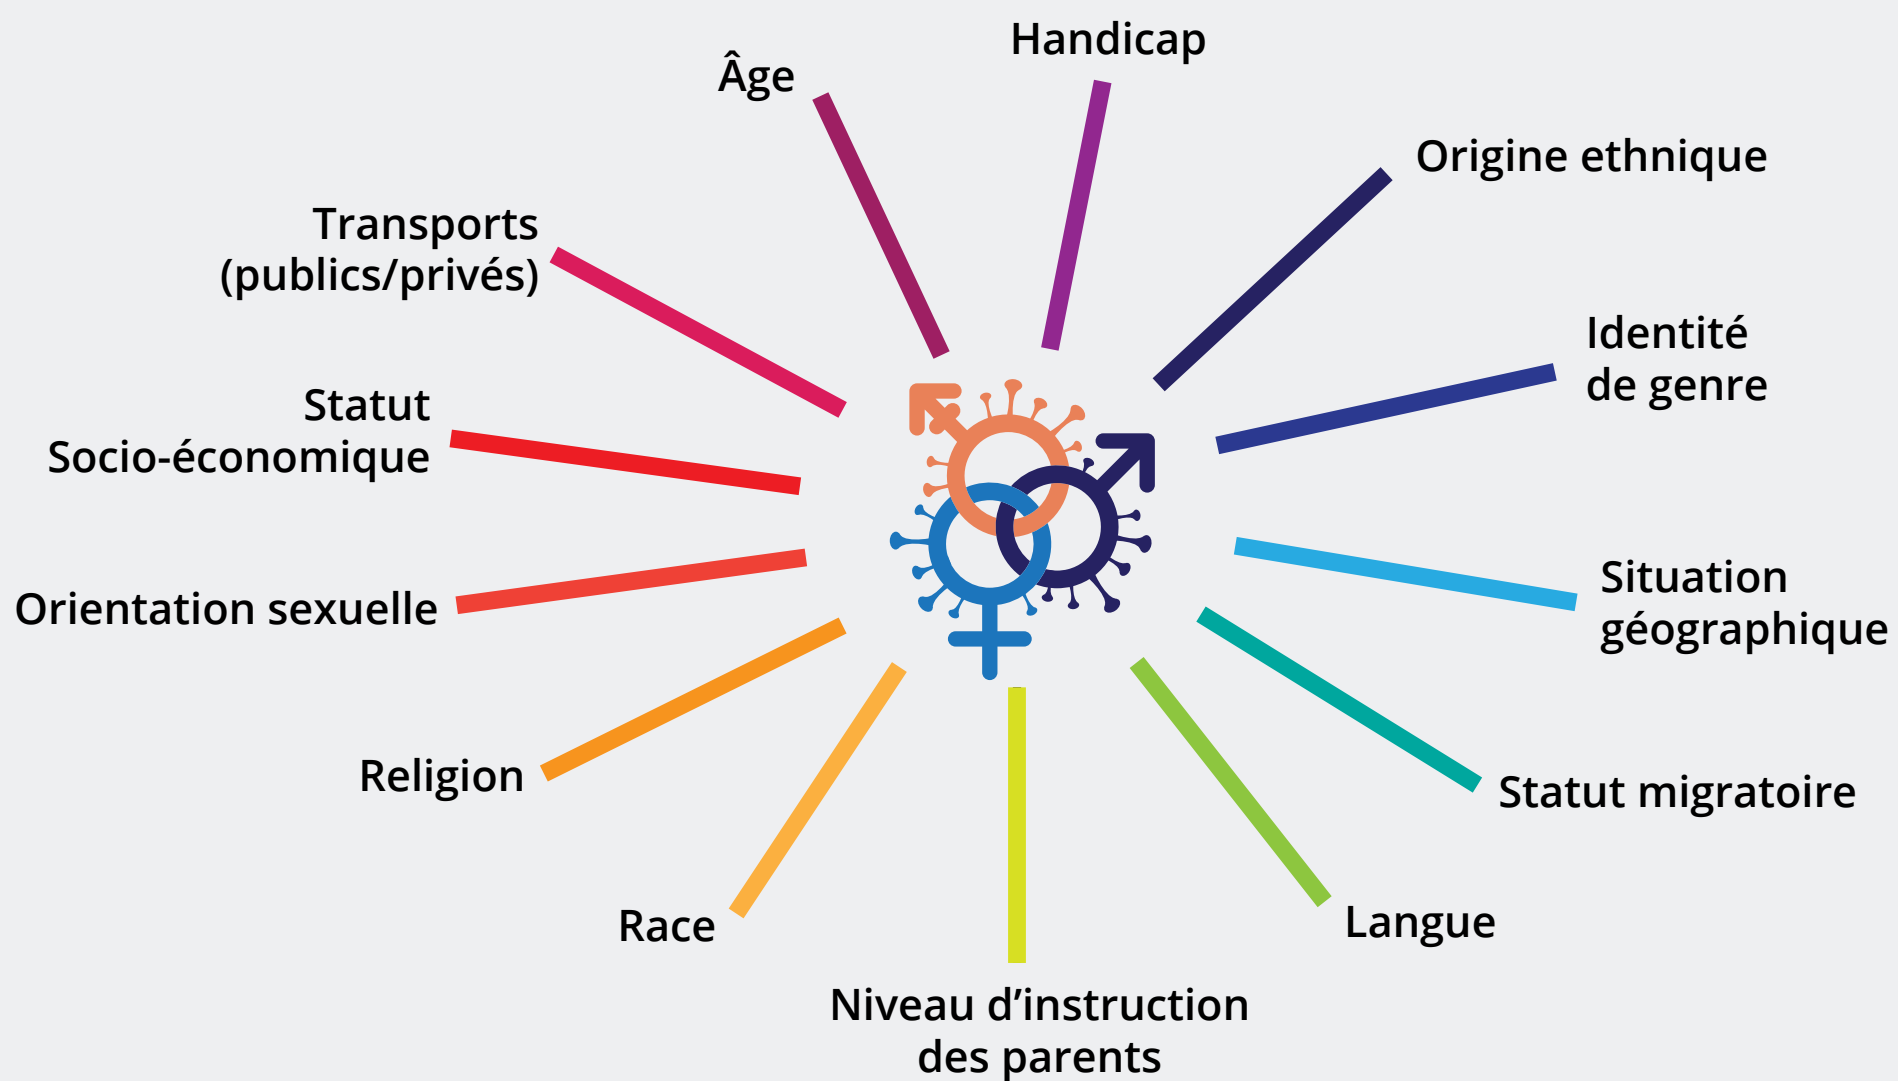 Handicap
Âge
Origine ethnique
Transports
(publics/privés)
Identité
de genre
Statut
Socio-économique
Situation
géographique
Orientation sexuelle
Religion
Statut migratoire
Race
Langue
Niveau d’instruction
des parents